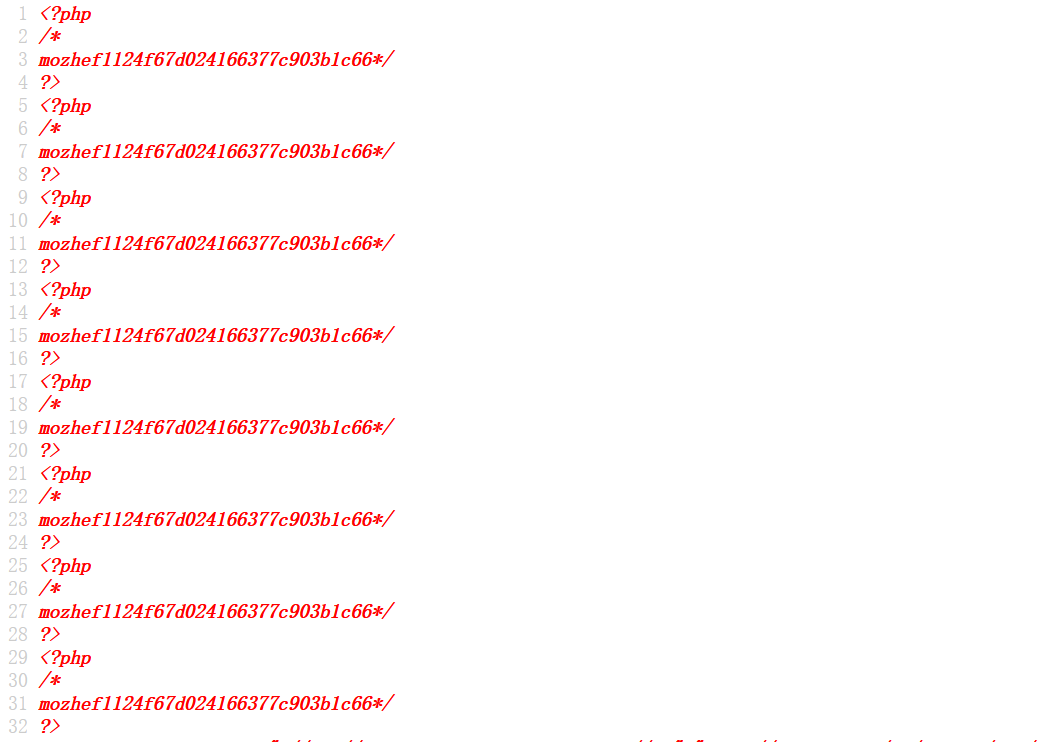 1 <?php
2 /*
3 mozhef1124f67d024166377c903b1c66*/
4 ?>
5 <?php
6 /*
7 mozhef1124f67d024166377c903b1c66*/
8 ?>
9 <?php
10 /*
11 mozhef1124f67d024166377c903b1c66*/
12 ?>
13 <?php
14 /*
15 mozhef1124f67d024166377c903b1c66*/
16 ?>
17 <?php
18 /*
19 mozhef1124f67d024166377c903b1c66*/
20 ?>
21 <?php
22 /*
23 mozhef1124f67d024166377c903b1c66*/
24 ?>
25 <?php
26 /*
27 mozhef1124f67d024166377c903b1c66*/
28 ?>
29 <?php
30 /*
31 mozhef1124f67d024166377c903b1c66*/
32 ?>